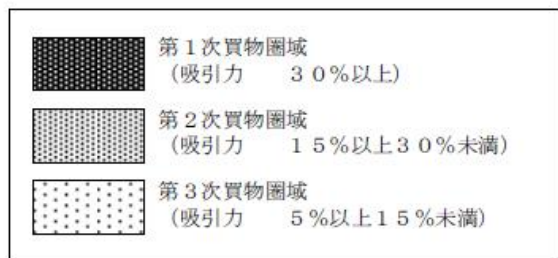 第１次買物圏域
（吸引力　　３０％以上）
第２次買物圏域
（吸引力　　１５％以上３０％未満）
第３次買物圏域
（吸引力　　５％以上１５％未満）